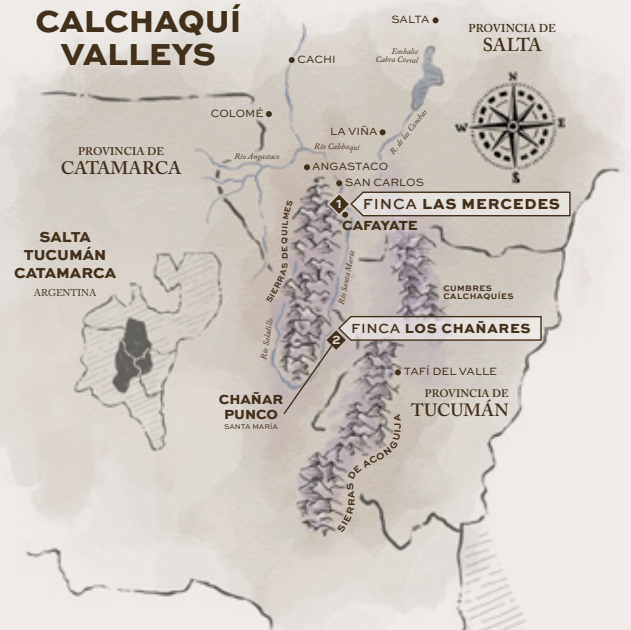 CALCHAQUÍ
VALLEYS
SALTA
PROVINCIA DE
SALTA
Embalse
Cabra Corral
CACHI
COLOMÉ
N
W
E
S
LA VIÑA
R. de las Conchas
Río Calchaquí
PROVINCIA DE
CATAMARCA
Río Angastaco
ANGASTACO
SAN CARLOS
1
FINCA LAS MERCEDES
CAFAYATE
SIERRAS DE QUILMES
SALTA
TUCUMÁN
CATAMARCA
ARGENTINA
Río Santa María
CUMBRES
CALCHAQUÍES
Río Saladillo
2
FINCA LOS CHAÑARES
TAFÍ DEL VALLE
CHAÑAR
PUNCO
SANTA MARÍA
PROVINCIA DE
TUCUMÁN
SIERRAS DE ACONGUIJA